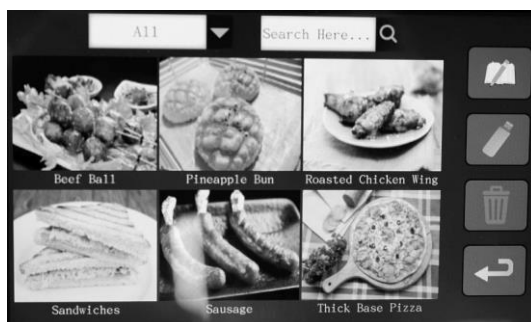 All
Search Here...
Beef Ball
Pineapple Bun
Roasted Chicken Wing
Sandwiches
Sausage
Thick Base Pizza